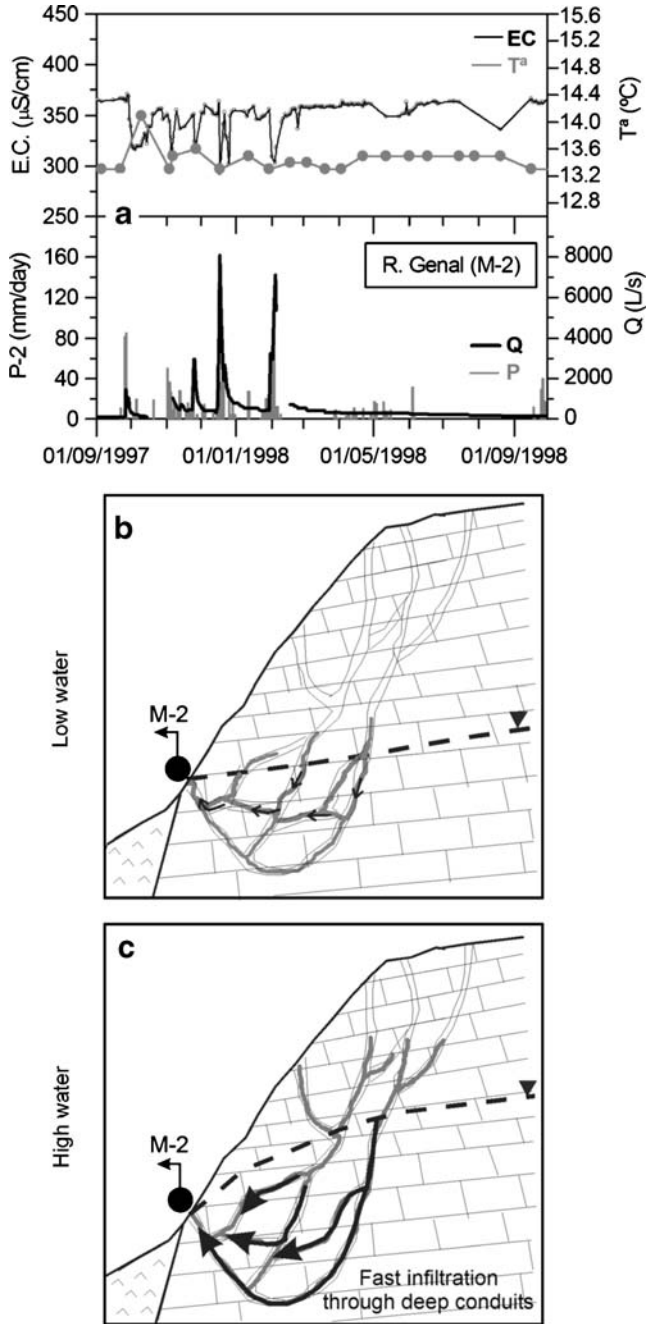 450
400
350
300
250
E.C. (µS/cm)
EC
Tª
15.6
15.2
14.8
14.4
14.0
13.6
13.2
12.8
Tª (ºC)
a
160
120
80
40
0
P-2 (mm/day)
R. Genal (M-2)
Q
P
8000
6000
4000
2000
0
Q (L/s)
01/09/1997
01/01/1998
01/05/1998
01/09/1998
b
Low water
M-2
c
High water
M-2
Fast infiltration
through deep conduits